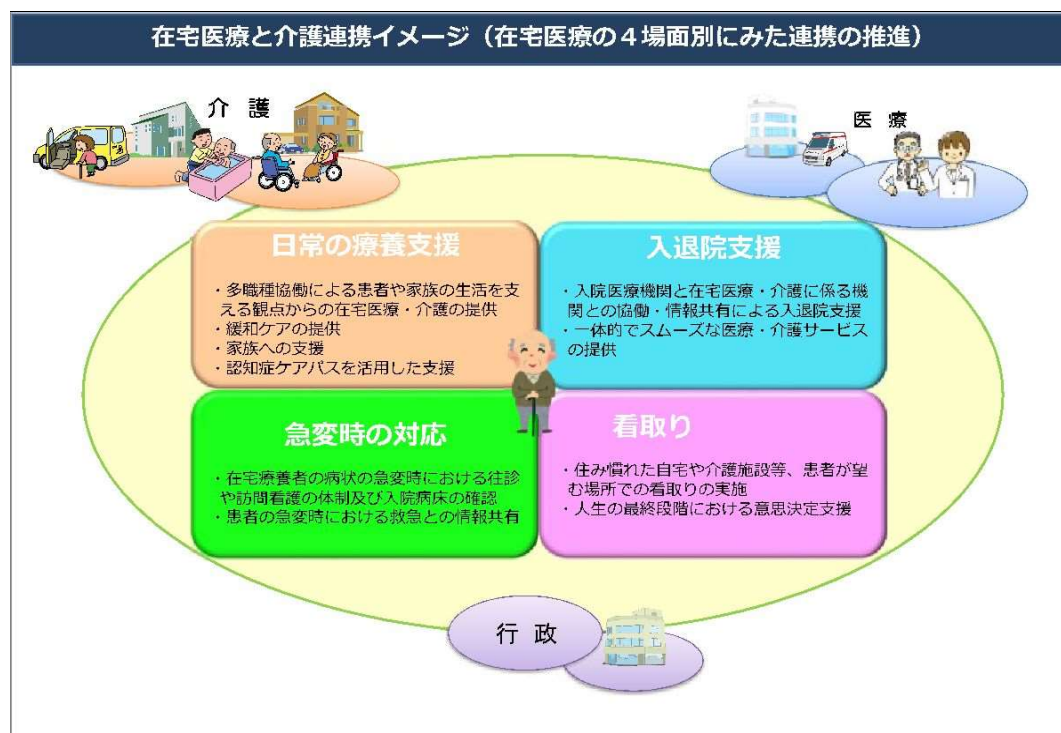 在宅医療と介護連携イメージ（在宅医療の４場面別にみた連携の推進）
介 護
医 療
日常の療養支援
・多職種協働による患者や家族の生活を支
える観点からの在宅医療・介護の提供
・緩和ケアの提供
・家族への支援
・認知症ケアパスを活用した支援
入退院支援
・入院医療機関と在宅医療・介護に係る機
関との協働・情報共有による入退院支援
・一体的でスムーズな医療・介護サービス
の提供
急変時の対応
・在宅療養者の病状の急変時における往診
や訪問看護の体制及び入院病床の確認
・患者の急変時における救急との情報共有
看取り
・住み慣れた自宅や介護施設等、患者が望
む場所での看取りの実施
・人生の最終段階における意思決定支援
行 政